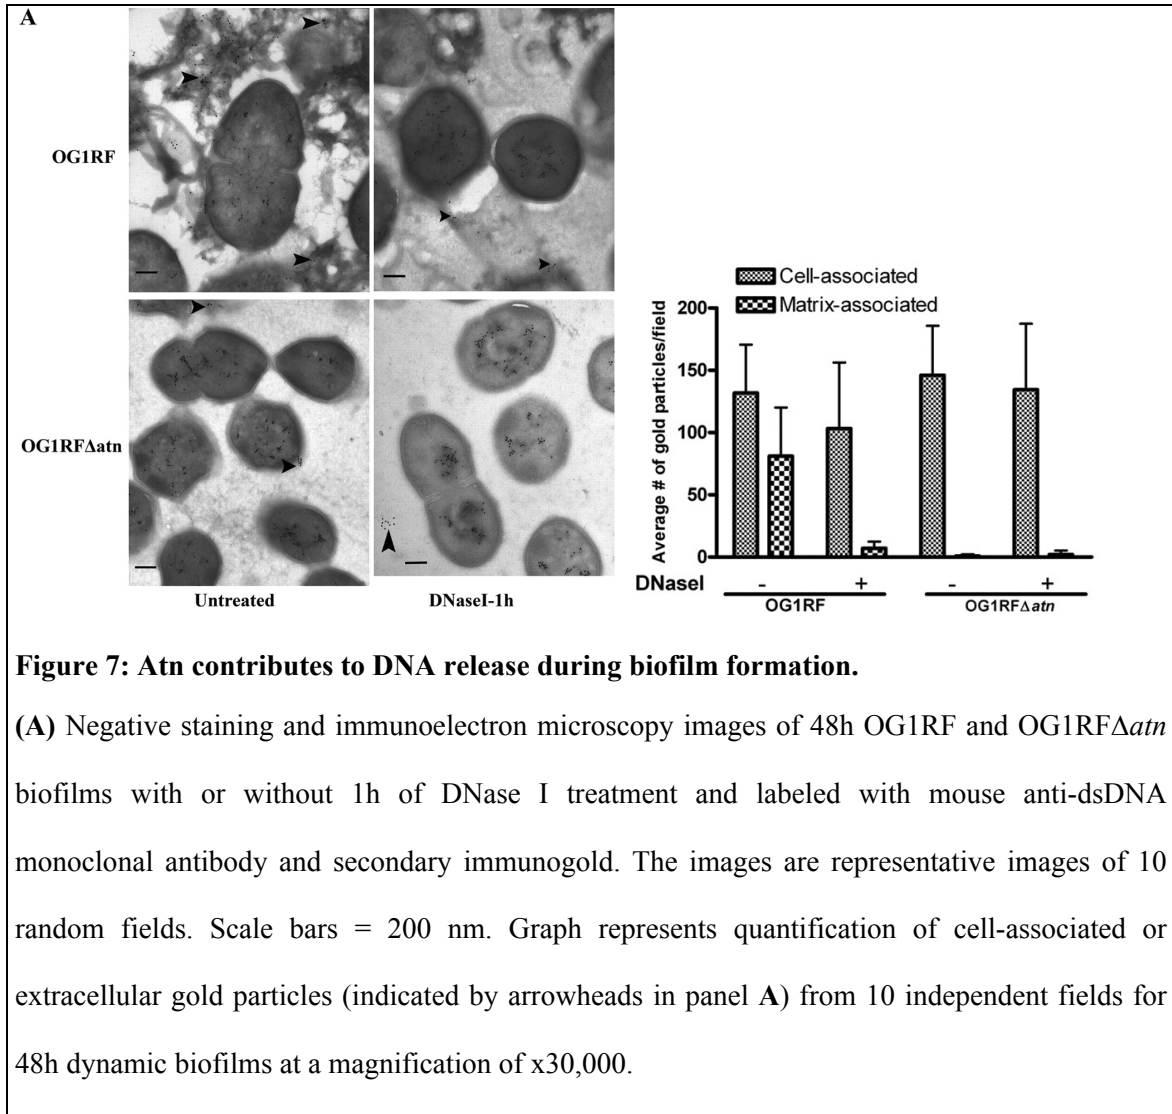 A
OG1RF
OG1RFΔatn
Untreated
DNaseI-1h
Cell-associated
Matrix-associated
Average # of gold particles/field
200
150
100
50
0
DNaseI - + - +
OG1RF OG1RFΔatn
Figure 7: Atn contributes to DNA release during biofilm formation.
(A) Negative staining and immunoelectron microscopy images of 48h OG1RF and OG1RFΔatn
biofilms with or without 1h of DNase I treatment and labeled with mouse anti-dsDNA
monoclonal antibody and secondary immunogold. The images are representative images of 10
random fields. Scale bars = 200 nm. Graph represents quantification of cell-associated or
extracellular gold particles (indicated by arrowheads in panel A) from 10 independent fields for
48h dynamic biofilms at a magnification of x30,000.